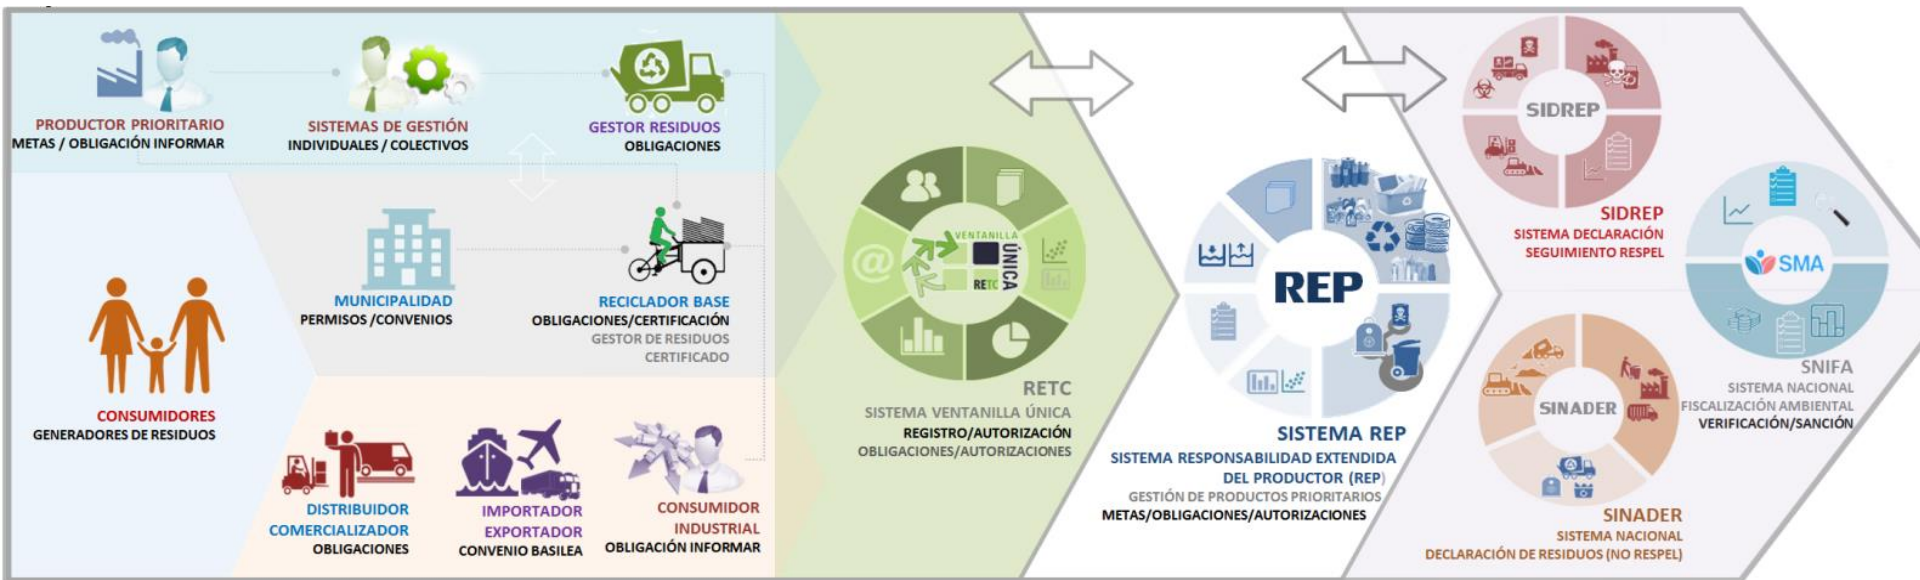 PRODUCTOR PRIORITARIO
METAS / OBLIGACIÓN INFORMAR
SISTEMAS DE GESTIÓN
INDIVIDUALES / COLECTIVOS
GESTOR RESIDUOS
OBLIGACIONES
MUNICIPALIDAD
PERMISOS /CONVENIOS
RECICLADOR BASE
OBLIGACIONES/CERTIFICACIÓN
GESTOR DE RESIDUOS
CERTIFICADO
CONSUMIDORES
GENERADORES DE RESIDUOS
DISTRIBUIDOR
COMERCIALIZADOR
OBLIGACIONES
IMPORTADOR
EXPORTADOR
CONVENIO BASILEA
CONSUMIDOR
INDUSTRIAL
OBLIGACIÓN INFORMAR
@
VENTANILLA
ÚNICA
RETC
RETC
SISTEMA VENTANILLA ÚNICA
REGISTRO/AUTORIZACIÓN
OBLIGACIONES/AUTORIZACIONES
REP
SISTEMA REP
SISTEMA RESPONSABILIDAD EXTENDIDA
DEL PRODUCTOR (REP)
GESTIÓN DE PRODUCTOS PRIORITARIOS
METAS/OBLIGACIONES/AUTORIZACIONES
SIDREP
SIDREP
SISTEMA DECLARACIÓN
SEGUIMIENTO RESPEL
SINADER
SINADER
SISTEMA NACIONAL
DECLARACIÓN DE RESIDUOS (NO RESPEL)
SMA
SNIFA
SISTEMA NACIONAL
FISCALIZACIÓN AMBIENTAL
VERIFICACIÓN/SANCIÓN